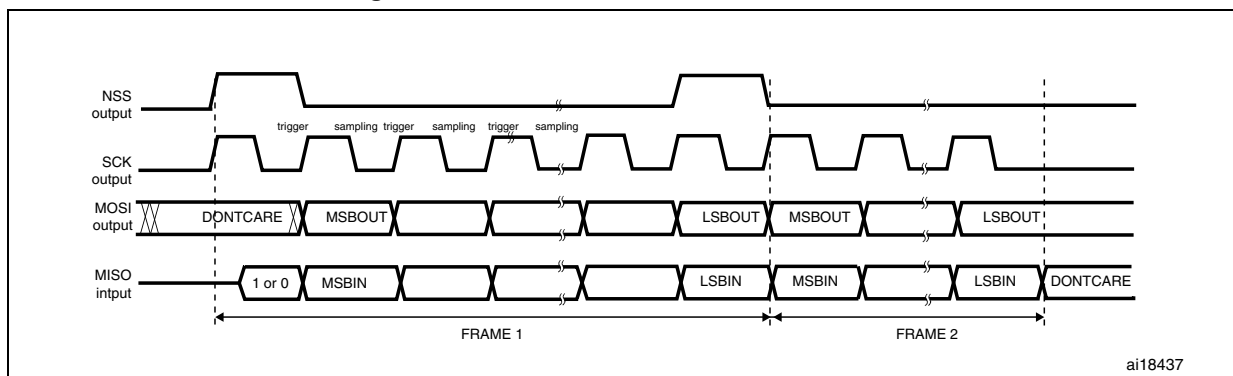 NSS
output
trigger sampling trigger sampling trigger sampling
SCK
output
MOSI
output
DONTCARE MSBOUT LSBOUT MSBOUT LSBOUT
MISO
intput
1 or 0 MSBIN LSBIN MSBIN LSBIN DONTCARE
FRAME 1 FRAME 2
ai18437